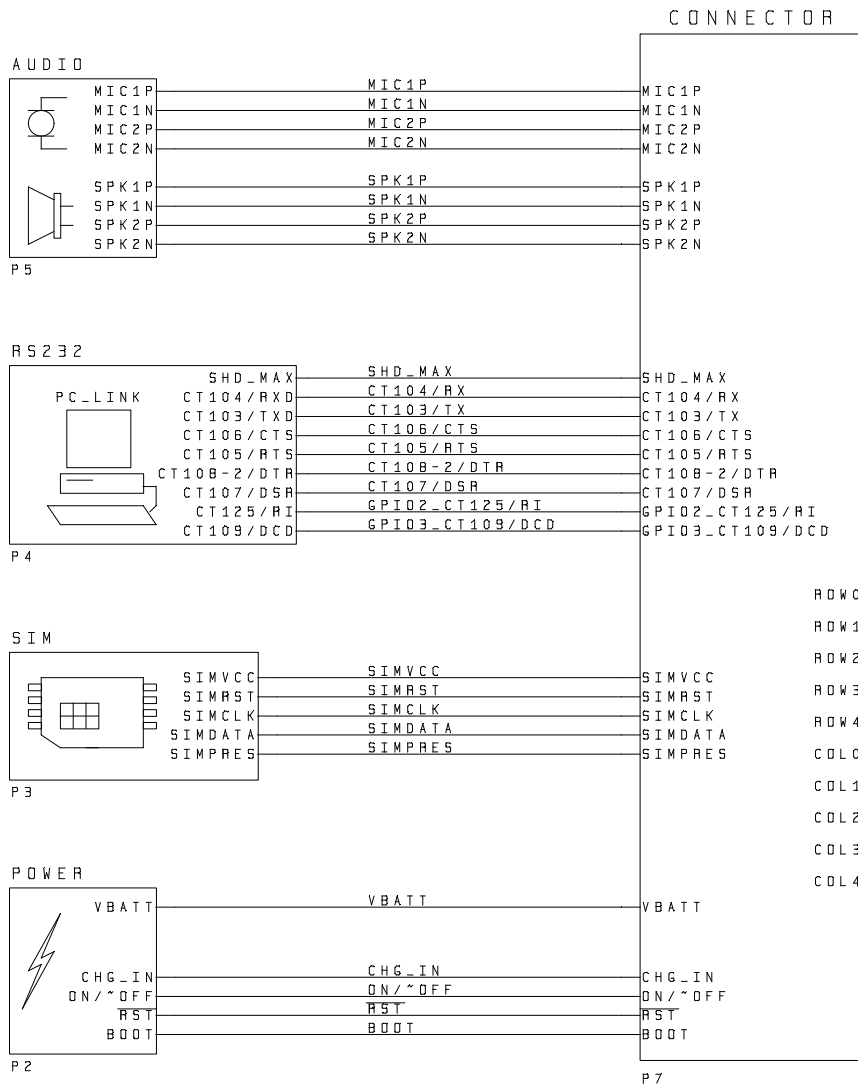 CONNECTOR
AUDIO
MIC1P MIC1P MIC1P
MIC1N MIC1N MIC1N
MIC2P MIC2P MIC2P
MIC2N MIC2N MIC2N
SPK1P SPK1P SPK1P
SPK1N SPK1N SPK1N
SPK2P SPK2P SPK2P
SPK2N SPK2N SPK2N
P5
RS232
SHD_MAX SHD_MAX SHD_MAX
PC_LINK CT104/RXD CT104/RX CT104/RX
CT103/TXD CT103/TX CT103/TX
CT106/CTS CT106/CTS CT106/CTS
CT105/RTS CT105/RTS CT105/RTS
CT108-2/DTR CT108-2/DTR CT108-2/DTR
CT107/DSR CT107/DSR CT107/DSR
CT125/RI GPIO2_CT125/RI GPIO2_CT125/RI
CT109/DCD GPIO3_CT109/DCD GPIO3_CT109/DCD
P4
ROW0
ROW1
SIM
ROW2
SIMVCC SIMVCC SIMVCC
SIMRST SIMRST SIMRST ROW3
SIMCLK SIMCLK SIMCLK
ROW4
SIMDATA SIMDATA SIMDATA
SIMPRES SIMPRES SIMPRES COL0
COL1
P3
COL2
COL3
POWER
COL4
VBATT VBATT VBATT
CHG_IN CHG_IN CHG_IN
ON/~OFF ON/~OFF ON/~OFF
RST RST RST
BOOT BOOT BOOT
P2
P7